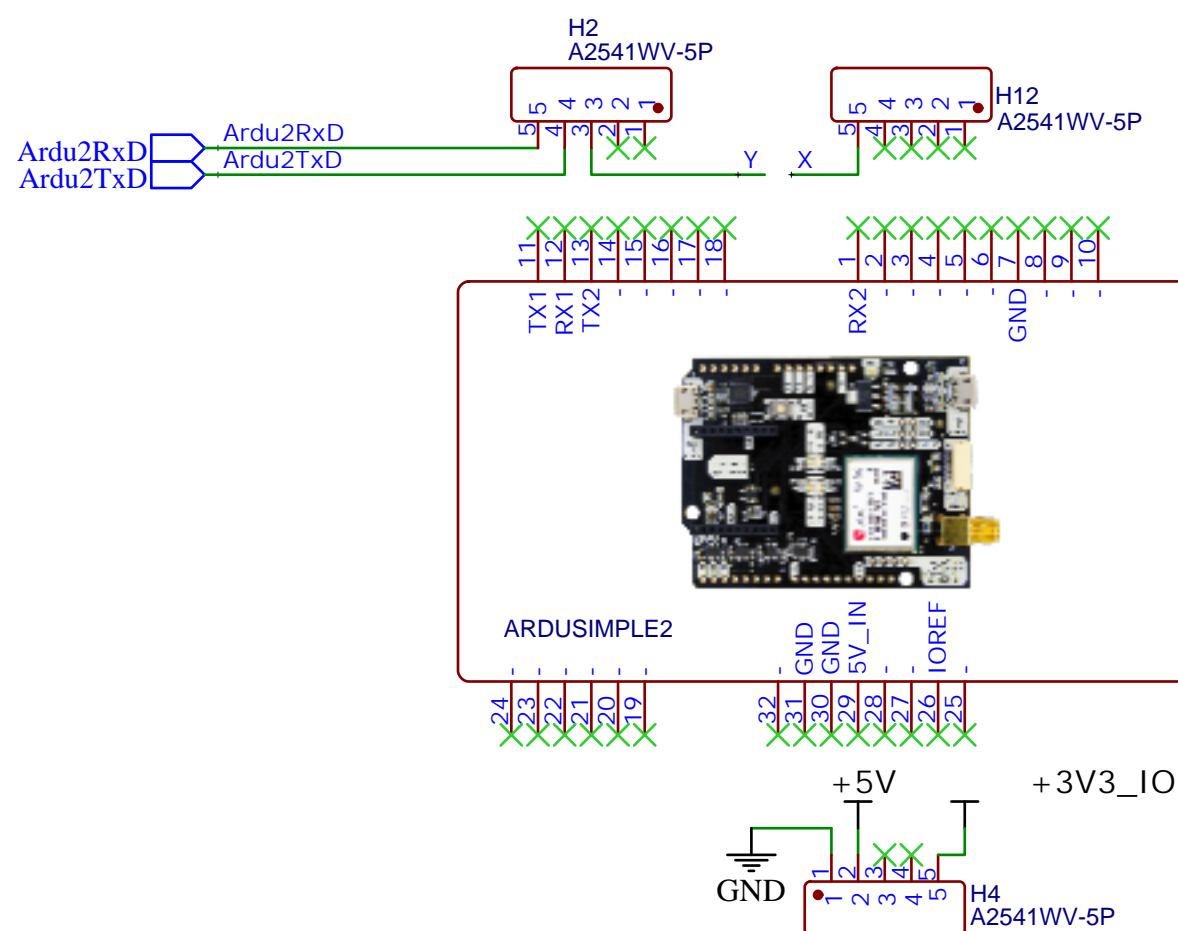 H2
A2541WV-5P
H12
A2541WV-5P
5 4 3 2 1
5 4 3 2 1
5 4 3 2 1
5 4 3 2 1
Ardu2RxD
Ardu2RxD
Ardu2TxD
Ardu2TxD
Y X
11 12 13 14 15 16 17 18
1 2 3 4 5 6 7 8 9 10
TX1 RX1 TX2 - - - - -
RX2 - - - - - GND - - -
ARDUSIMPLE2
- - - - - -
- GND GND 5V_IN - - IOREF -
24 23 22 21 20 19
32 31 30 29 28 27 26 25
+5V
+3V3_IO
GND
1 2 3 4 5
1 2 3 4 5
H4
A2541WV-5P